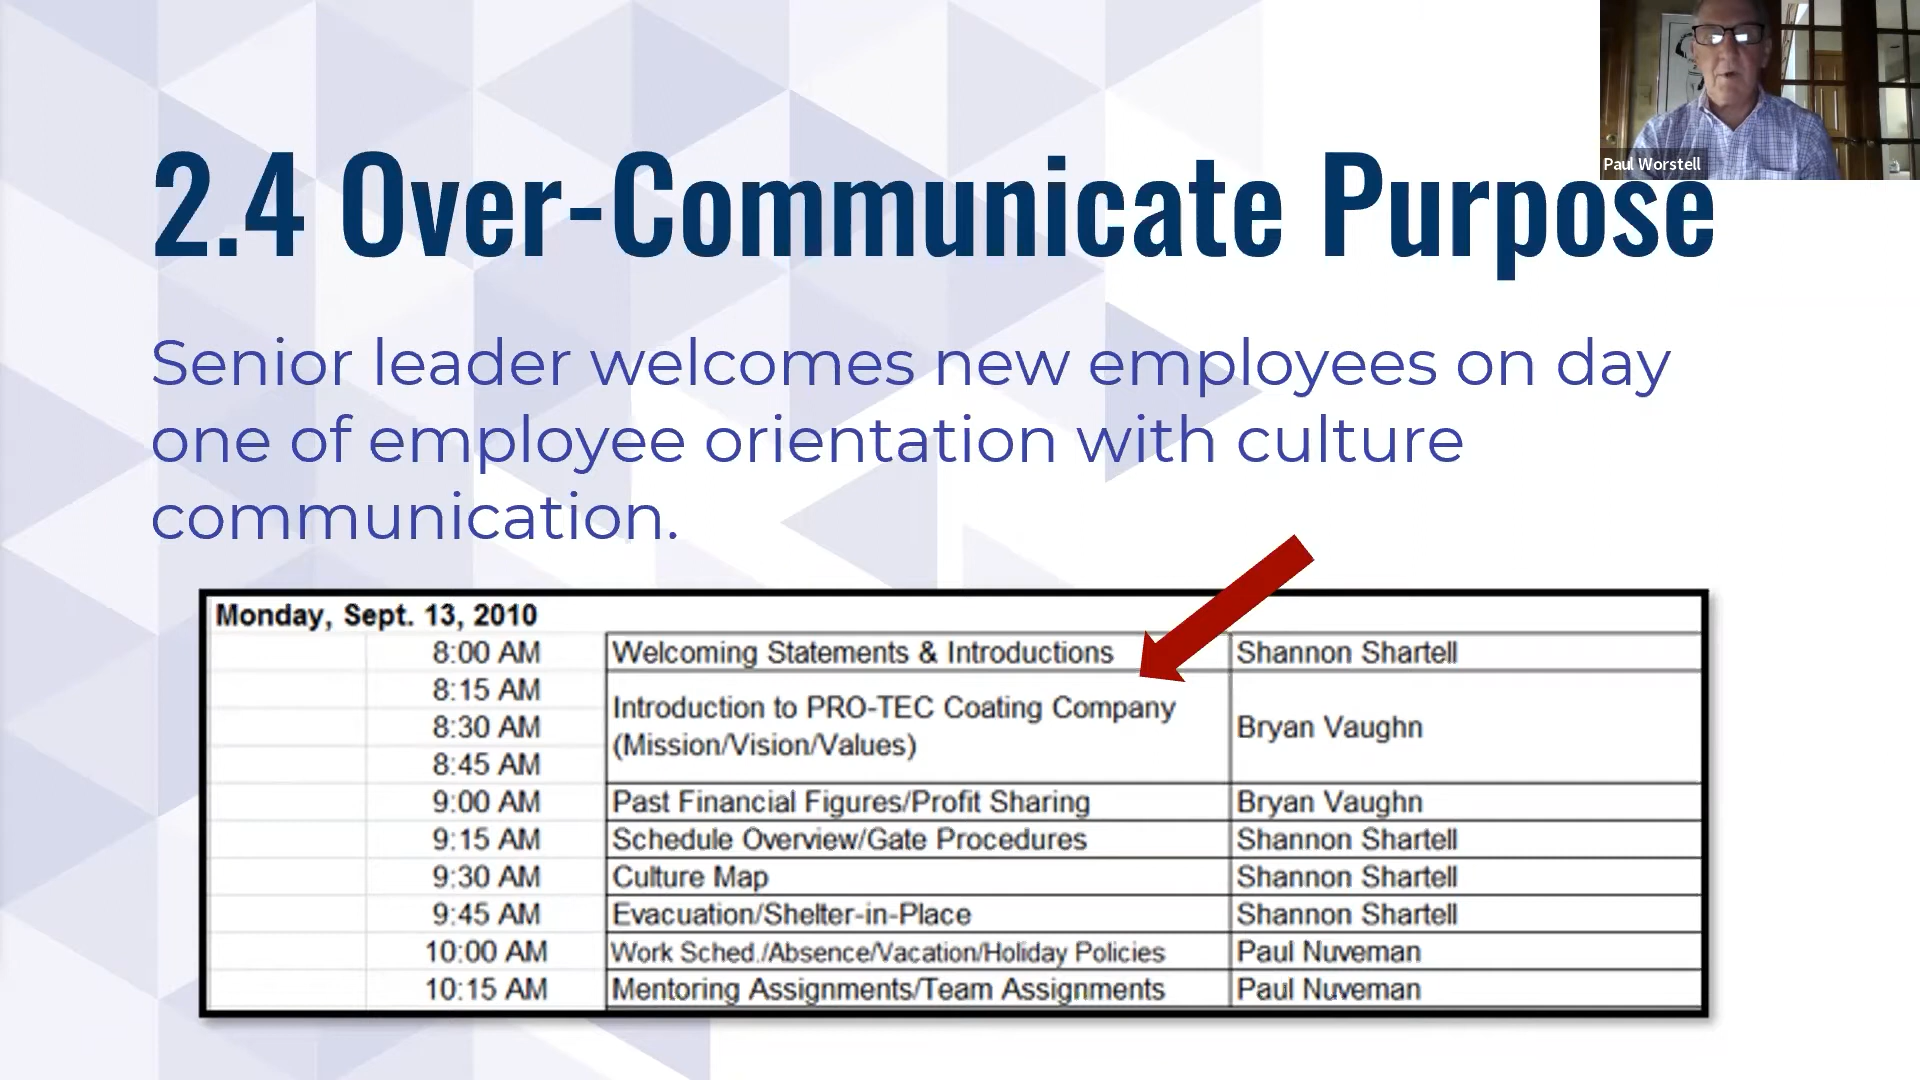 Paul Worstell
2.4 Over-Communicate Purpose
Senior leader welcomes new employees on day
one of employee orientation with culture
communication.
Monday, Sept. 13, 2010
8:00 AM Welcoming Statements & Introductions Shannon Shartell
8:15 AM
8:30 AM
8:45 AM
Introduction to PRO-TEC Coating Company
(Mission/Vision/Values)
Bryan Vaughn
9:00 AM Past Financial Figures/Profit Sharing Bryan Vaughn
9:15 AM Schedule Overview/Gate Procedures Shannon Shartell
9:30 AM Culture Map Shannon Shartell
9:45 AM Evacuation/Shelter-in-Place Shannon Shartell
10:00 AM Work Sched./Absence/Vacation/Holiday Policies Paul Nuveman
10:15 AM Mentoring Assignments/Team Assignments Paul Nuveman